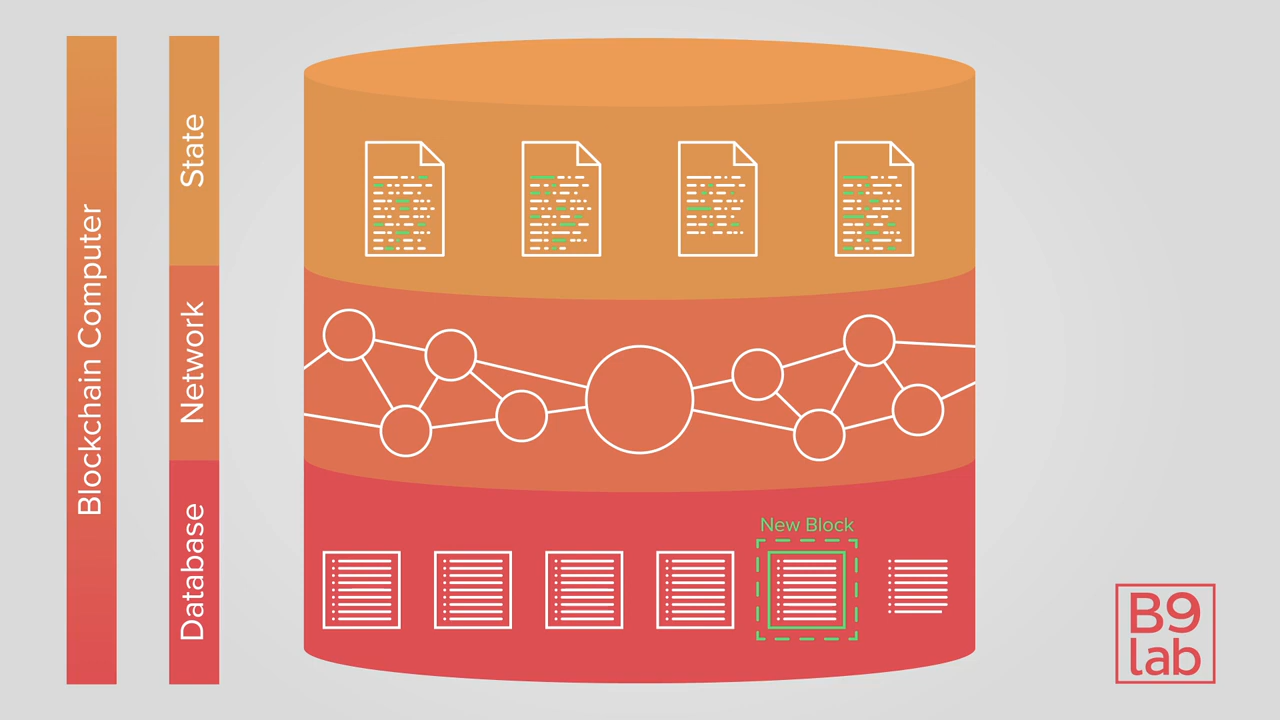 Blockchain Computer
State
Network
Database
New Block
B9
lab